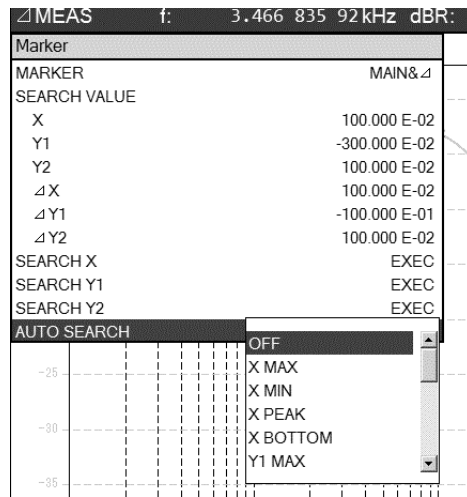 ⊿MEAS f: 3.466 835 92kHz dBR:
Marker
MARKER MAIN&⊿
SEARCH VALUE
X 100.000 E-02
Y1 -300.000 E-02
Y2 100.000 E-02
⊿X 100.000 E-02
⊿Y1 -100.000 E-01
⊿Y2 100.000 E-02
SEARCH X EXEC
SEARCH Y1 EXEC
SEARCH Y2 EXEC
AUTO SEARCH
OFF
X MAX
X MIN
X PEAK
X BOTTOM
Y1 MAX
-25
-30
-35